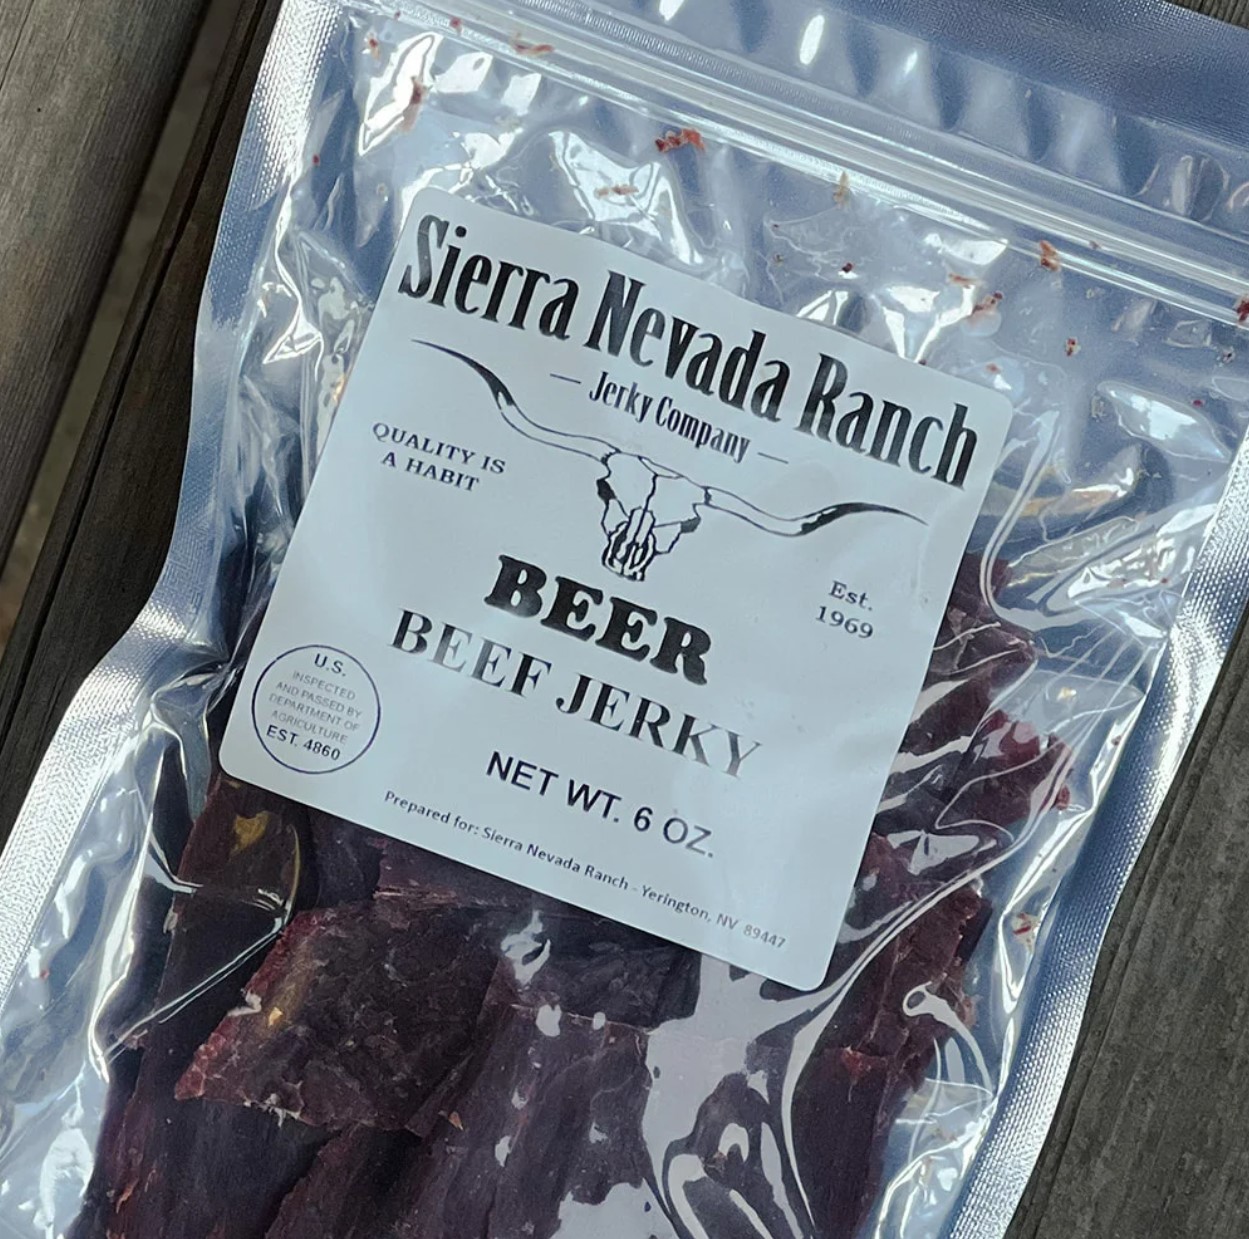 Sierra Nevada Ranch
— Jerky Company —
QUALITY IS
A HABIT
Est.
1969
BEER
BEEF JERKY
U.S.
INSPECTED
AND PASSED BY
DEPARTMENT OF
AGRICULTURE
EST. 4860
NET WT. 6 OZ.
Prepared for: Sierra Nevada Ranch - Yerington, NV 89447